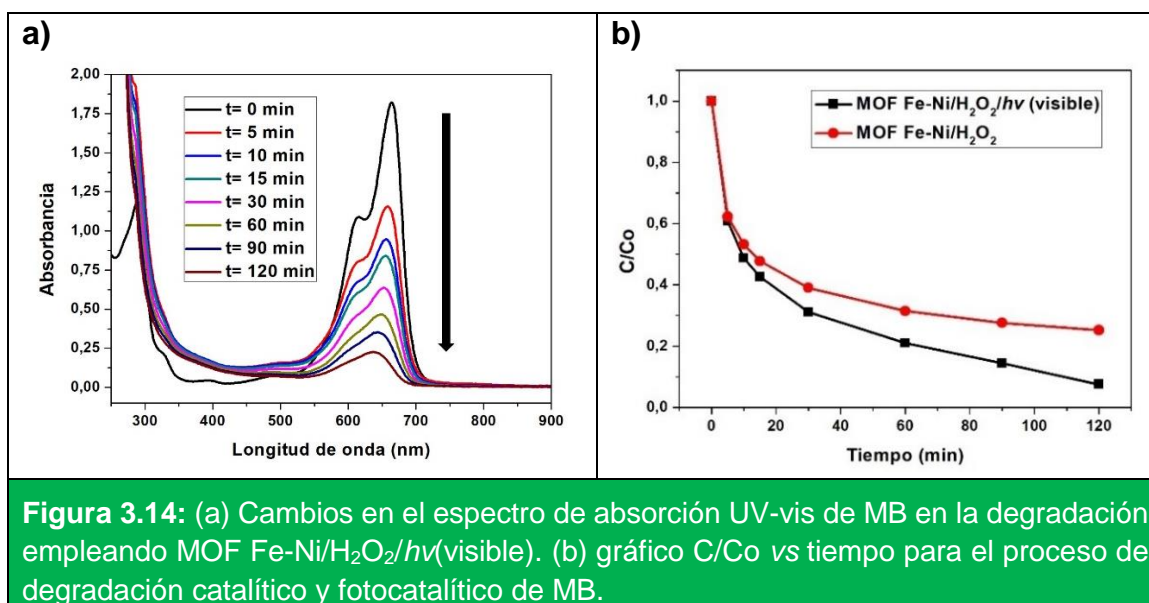 a)
2,00
1,75
1,50
1,25
1,00
0,75
0,50
0,25
0,00
Absorbancia
t= 0 min
t= 5 min
t= 10 min
t= 15 min
t= 30 min
t= 60 min
t= 90 min
t= 120 min
300 400 500 600 700 800 900
Longitud de onda (nm)
b)
1,0
0,8
0,6
0,4
0,2
0,0
C/Co
MOF Fe-Ni/H₂O₂/hv (visible)
MOF Fe-Ni/H₂O₂
0 20 40 60 80 100 120
Tiempo (min)
Figura 3.14: (a) Cambios en el espectro de absorción UV-vis de MB en la degradación
empleando MOF Fe-Ni/H₂O₂/hv(visible). (b) gráfico C/Co vs tiempo para el proceso de
degradación catalítico y fotocatalítico de MB.